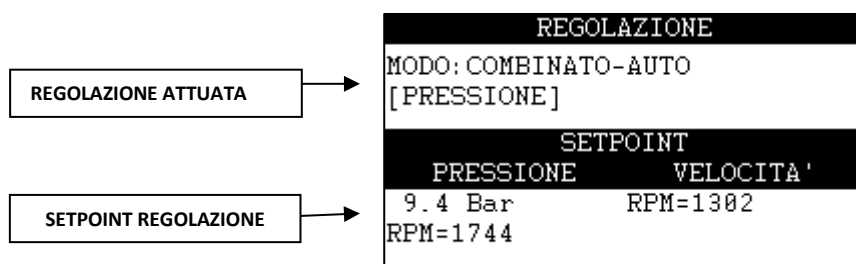 REGOLAZIONE
MODO:COMBINATO-AUTO
REGOLAZIONE ATTUATA
[PRESSIONE]
SETPOINT
PRESSIONE VELOCITA'
SETPOINT REGOLAZIONE
9.4 Bar RPM=1302
RPM=1744